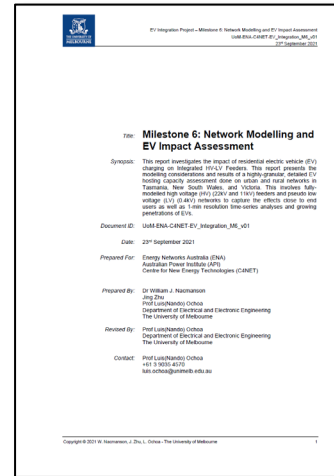 THE UNIVERSITY OF
MELBOURNE
EV Integration Project – Milestone 6: Network Modelling and EV Impact Assessment
UoM-ENA-C4NET-EV_Integration_M6_v01
23rd September 2021
Title: Milestone 6: Network Modelling and
EV Impact Assessment
Synopsis: This report investigates the impact of residential electric vehicle (EV)
charging on Integrated HV-LV Feeders. This report presents the
modelling considerations and results of a highly-granular, detailed EV
hosting capacity assessment done on urban and rural networks in
Tasmania, New South Wales, and Victoria. This involves fully-
modelled high voltage (HV) (22kV and 11kV) feeders and pseudo low
voltage (LV) (0.4kV) networks to capture the effects close to end
users as well as 1-min resolution time-series analyses and growing
penetrations of EVs.
Document ID: UoM-ENA-C4NET-EV_Integration_M6_v01
Date: 23rd September 2021
Prepared For: Energy Networks Australia (ENA)
Australian Power Institute (API)
Centre for New Energy Technologies (C4NET)
Prepared By: Dr William J. Nacmanson
Jing Zhu
Prof Luis(Nando) Ochoa
Department of Electrical and Electronic Engineering
The University of Melbourne
Revised By: Prof Luis(Nando) Ochoa
Department of Electrical and Electronic Engineering
The University of Melbourne
Contact: Prof Luis(Nando) Ochoa
+61 3 9035 4570
luis.ochoa@unimelb.edu.au
Copyright © 2021 W. Nacmanson, J. Zhu, L. Ochoa - The University of Melbourne 1